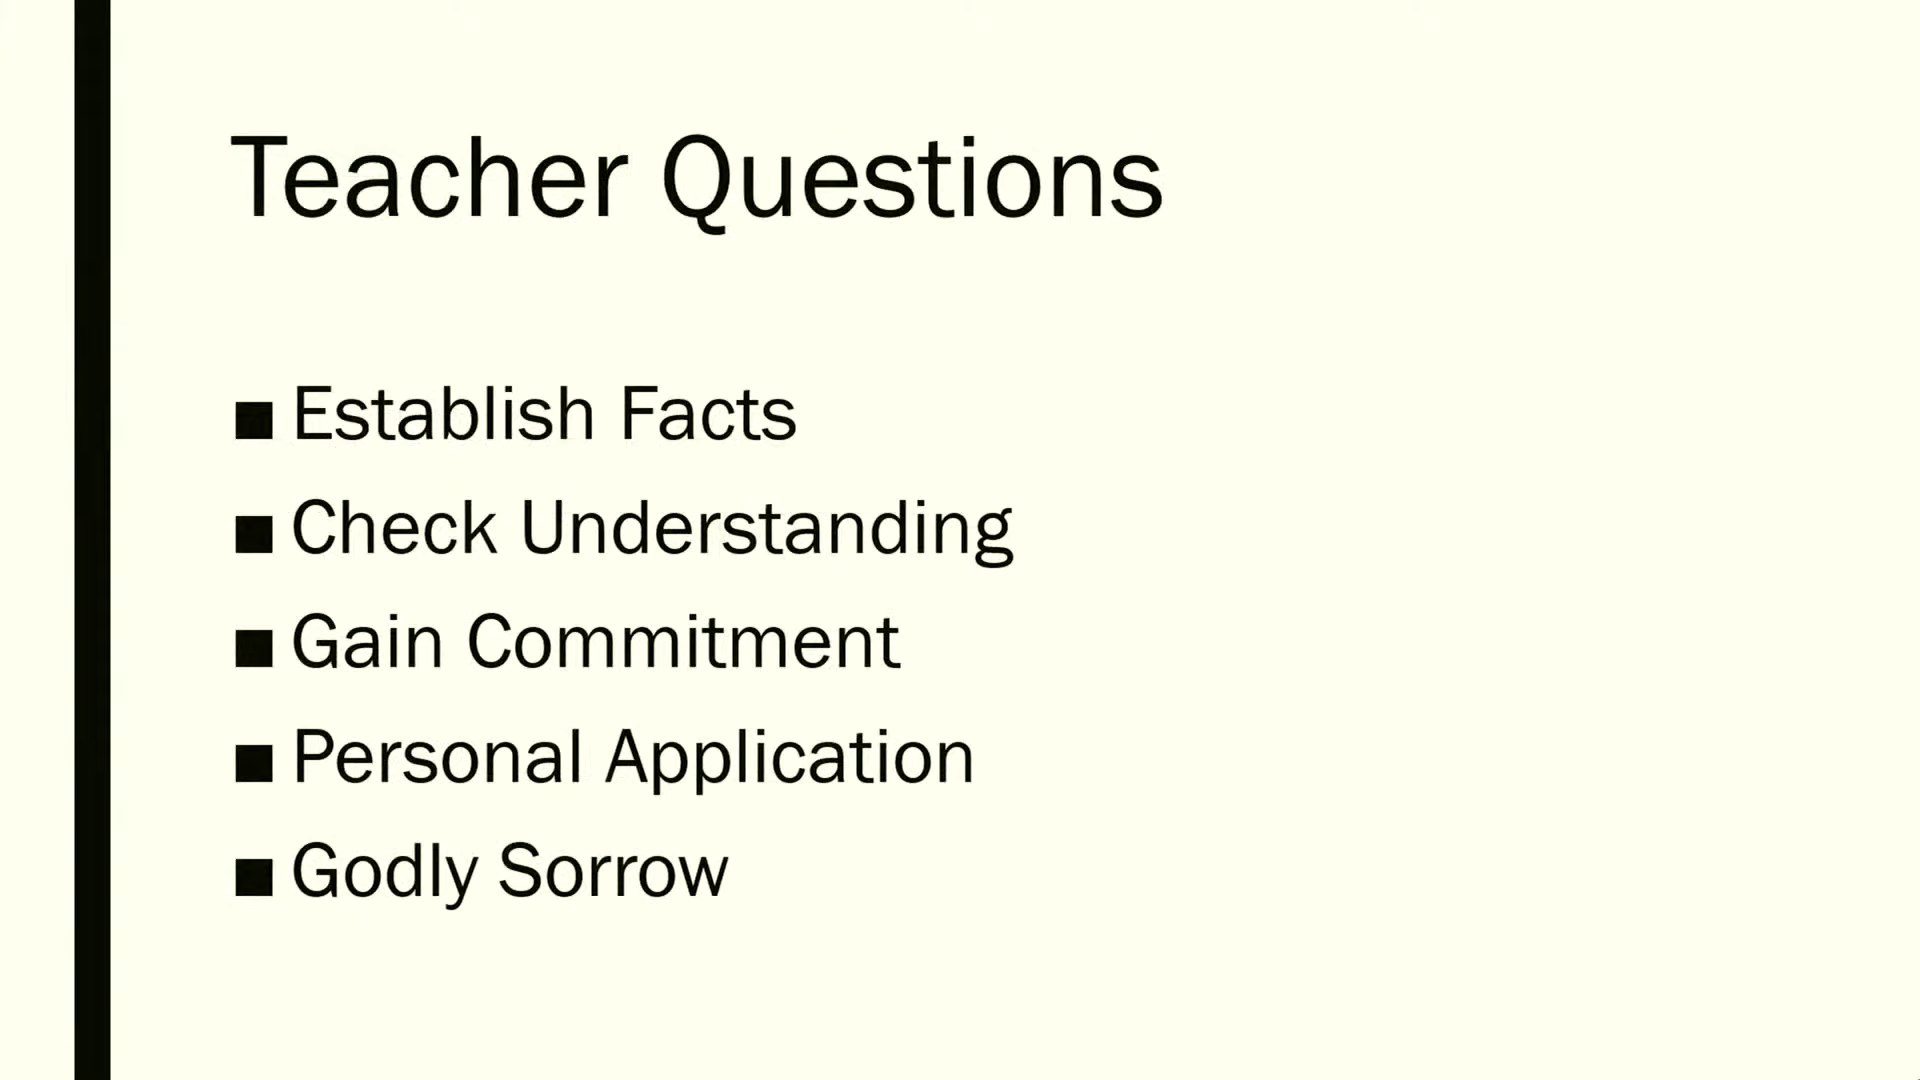 Teacher Questions
■ Establish Facts
■ Check Understanding
■ Gain Commitment
■ Personal Application
■ Godly Sorrow